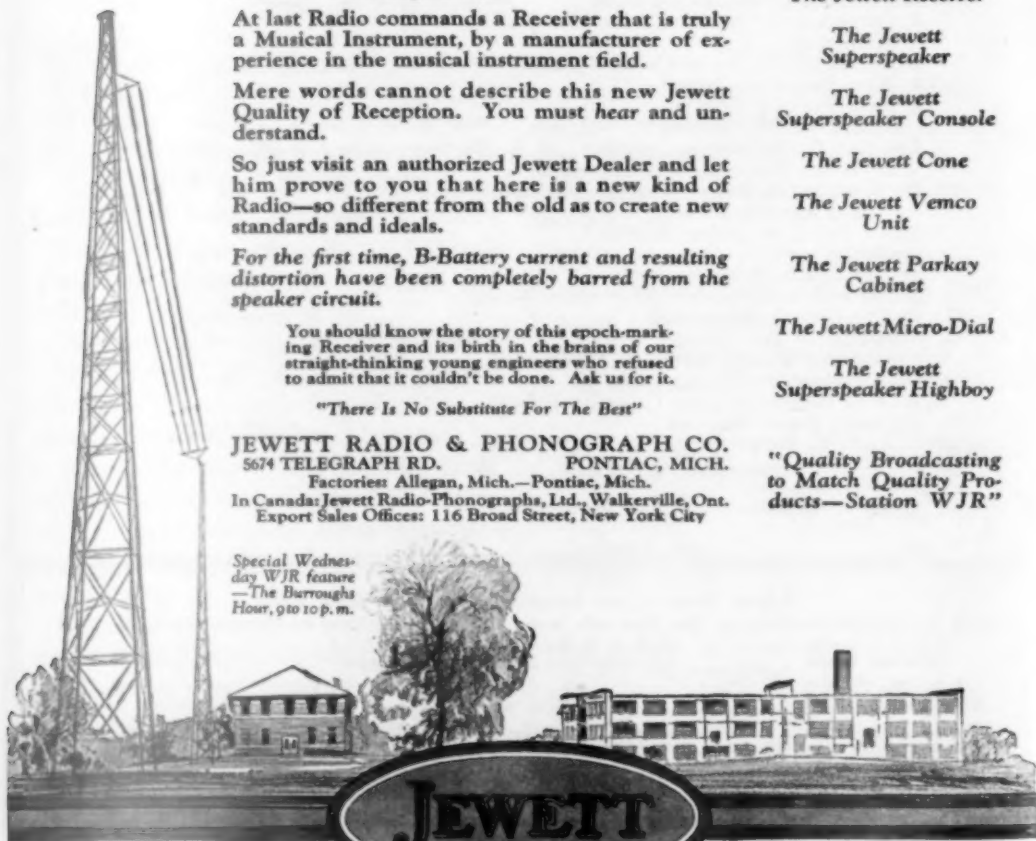 At last Radio commands a Receiver that is truly
a Musical Instrument, by a manufacturer of ex-
perience in the musical instrument field.
Mere words cannot describe this new Jewett
Quality of Reception. You must hear and un-
derstand.
So just visit an authorized Jewett Dealer and let
him prove to you that here is a new kind of
Radio—so different from the old as to create new
standards and ideals.
For the first time, B-Battery current and resulting
distortion have been completely barred from the
speaker circuit.
You should know the story of this epoch-mark-
ing Receiver and its birth in the brains of our
straight-thinking young engineers who refused
to admit that it couldn't be done. Ask us for it.
"There Is No Substitute For The Best"
JEWETT RADIO & PHONOGRAPH CO.
5674 TELEGRAPH RD. PONTIAC, MICH.
Factories: Allegan, Mich.—Pontiac, Mich.
In Canada: Jewett Radio-Phonographs, Ltd., Walkerville, Ont.
Export Sales Offices: 116 Broad Street, New York City
Special Wednes-
day WJR feature
—The Burroughs
Hour, 9 to 10 p. m.
The Jewett
Superspeaker
The Jewett
Superspeaker Console
The Jewett Cone
The Jewett Vemco
Unit
The Jewett Parkay
Cabinet
The Jewett Micro-Dial
The Jewett
Superspeaker Highboy
"Quality Broadcasting
to Match Quality Pro-
ducts—Station WJR"
JEWETT